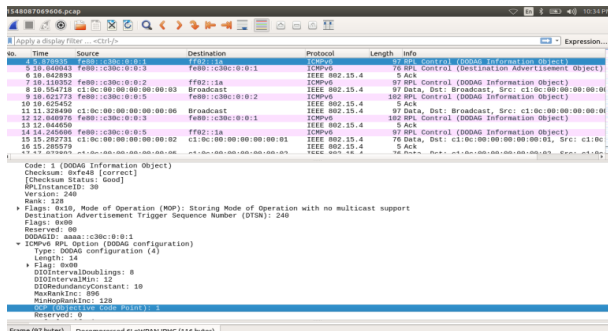 1548087069606.pcap
En
10:34 PM
Apply a display filter ... <Ctrl-/>
Expression...
No. Time Source Destination Protocol Length Info
4 5.879935 fe80::c30c:0:0:1 ff02::1a ICMPv6 97 RPL Control (DODAG Information Object)
5 10.040043 fe80::c30c:0:0:3 fe80::c30c:0:0:1 ICMPv6 76 RPL Control (Destination Advertisement Object)
6 10.042893 IEEE 802.15.4 5 Ack
7 10.110352 fe80::c30c:0:0:2 ff02::1a ICMPv6 97 RPL Control (DODAG Information Object)
8 10.554718 c1:0c:00:00:00:00:00:03 Broadcast IEEE 802.15.4 97 Data, Dst: Broadcast, Src: c1:0c:00:00:00:00:0
9 10.621773 fe80::c30c:0:0:5 fe80::c30c:0:0:2 ICMPv6 102 RPL Control (DODAG Information Object)
10 10.625452 IEEE 802.15.4 5 Ack
11 11.328490 c1:0c:00:00:00:00:00:06 Broadcast IEEE 802.15.4 97 Data, Dst: Broadcast, Src: c1:0c:00:00:00:00:0
12 12.040976 fe80::c30c:0:0:3 fe80::c30c:0:0:1 ICMPv6 102 RPL Control (DODAG Information Object)
13 12.044650 IEEE 802.15.4 5 Ack
14 14.245606 fe80::c30c:0:0:5 ff02::1a ICMPv6 97 RPL Control (DODAG Information Object)
15 15.282731 c1:0c:00:00:00:00:00:02 c1:0c:00:00:00:00:00:01 IEEE 802.15.4 76 Data, Dst: c1:0c:00:00:00:00:00:01, Src: c1:0c
16 15.285579 IEEE 802.15.4 5 Ack
Code: 1 (DODAG Information Object)
Checksum: 0xfe48 [correct]
[Checksum Status: Good]
RPLInstanceID: 30
Version: 240
Rank: 128
Flags: 0x10, Mode of Operation (MOP): Storing Mode of Operation with no multicast support
Destination Advertisement Trigger Sequence Number (DTSN): 240
Flags: 0x00
Reserved: 00
DODAGID: aaaa::c30c:0:0:1
ICMPv6 RPL Option (DODAG configuration)
Type: DODAG configuration (4)
Length: 14
Flag: 0x00
DIOIntervalDoublings: 8
DIOIntervalMin: 12
DIORedundancyConstant: 10
MaxRankInc: 896
MinHopRankInc: 128
OCP (Objective Code Point): 1
Reserved: 0
Frame (97 bytes) Decompressed 6LoWPAN IPHC (116 bytes)